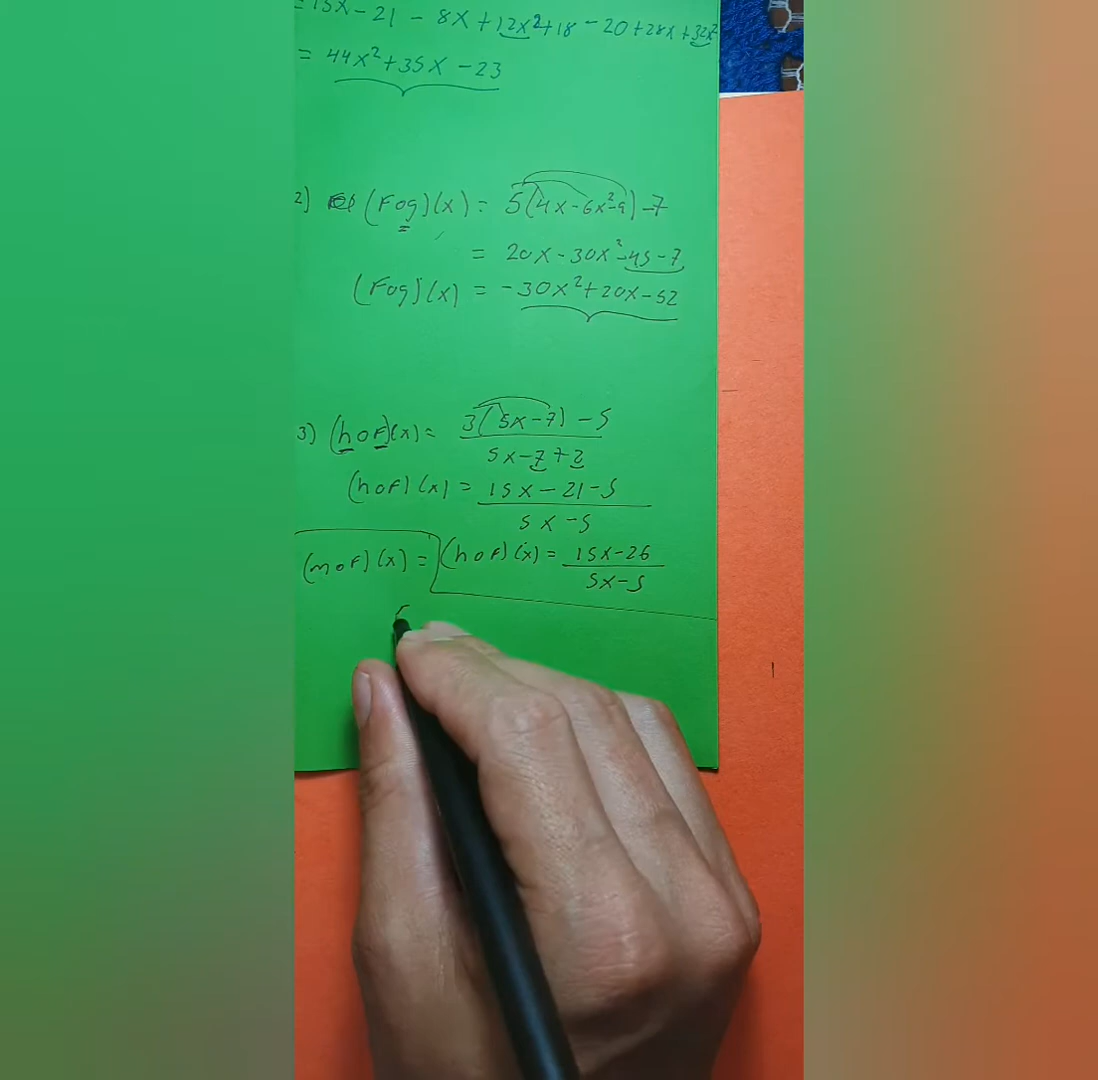 = 15x - 21 - 8x + 12x² + 18 - 20 + 28x + 32x²
= 44x² + 35x - 23
2) (Fog)(x) = 5(4x - 6x² - 9) - 7
= 20x - 30x² - 45 - 7
(Fog)(x) = -30x² + 20x - 52
3) (hoF)(x) = 3(5x - 7) - 5 / 5x - 7 + 2
(hoF)(x) = 15x - 21 - 5 / 5x - 5
(moF)(x) = (hoF)(x) = 15x - 26 / 5x - 5